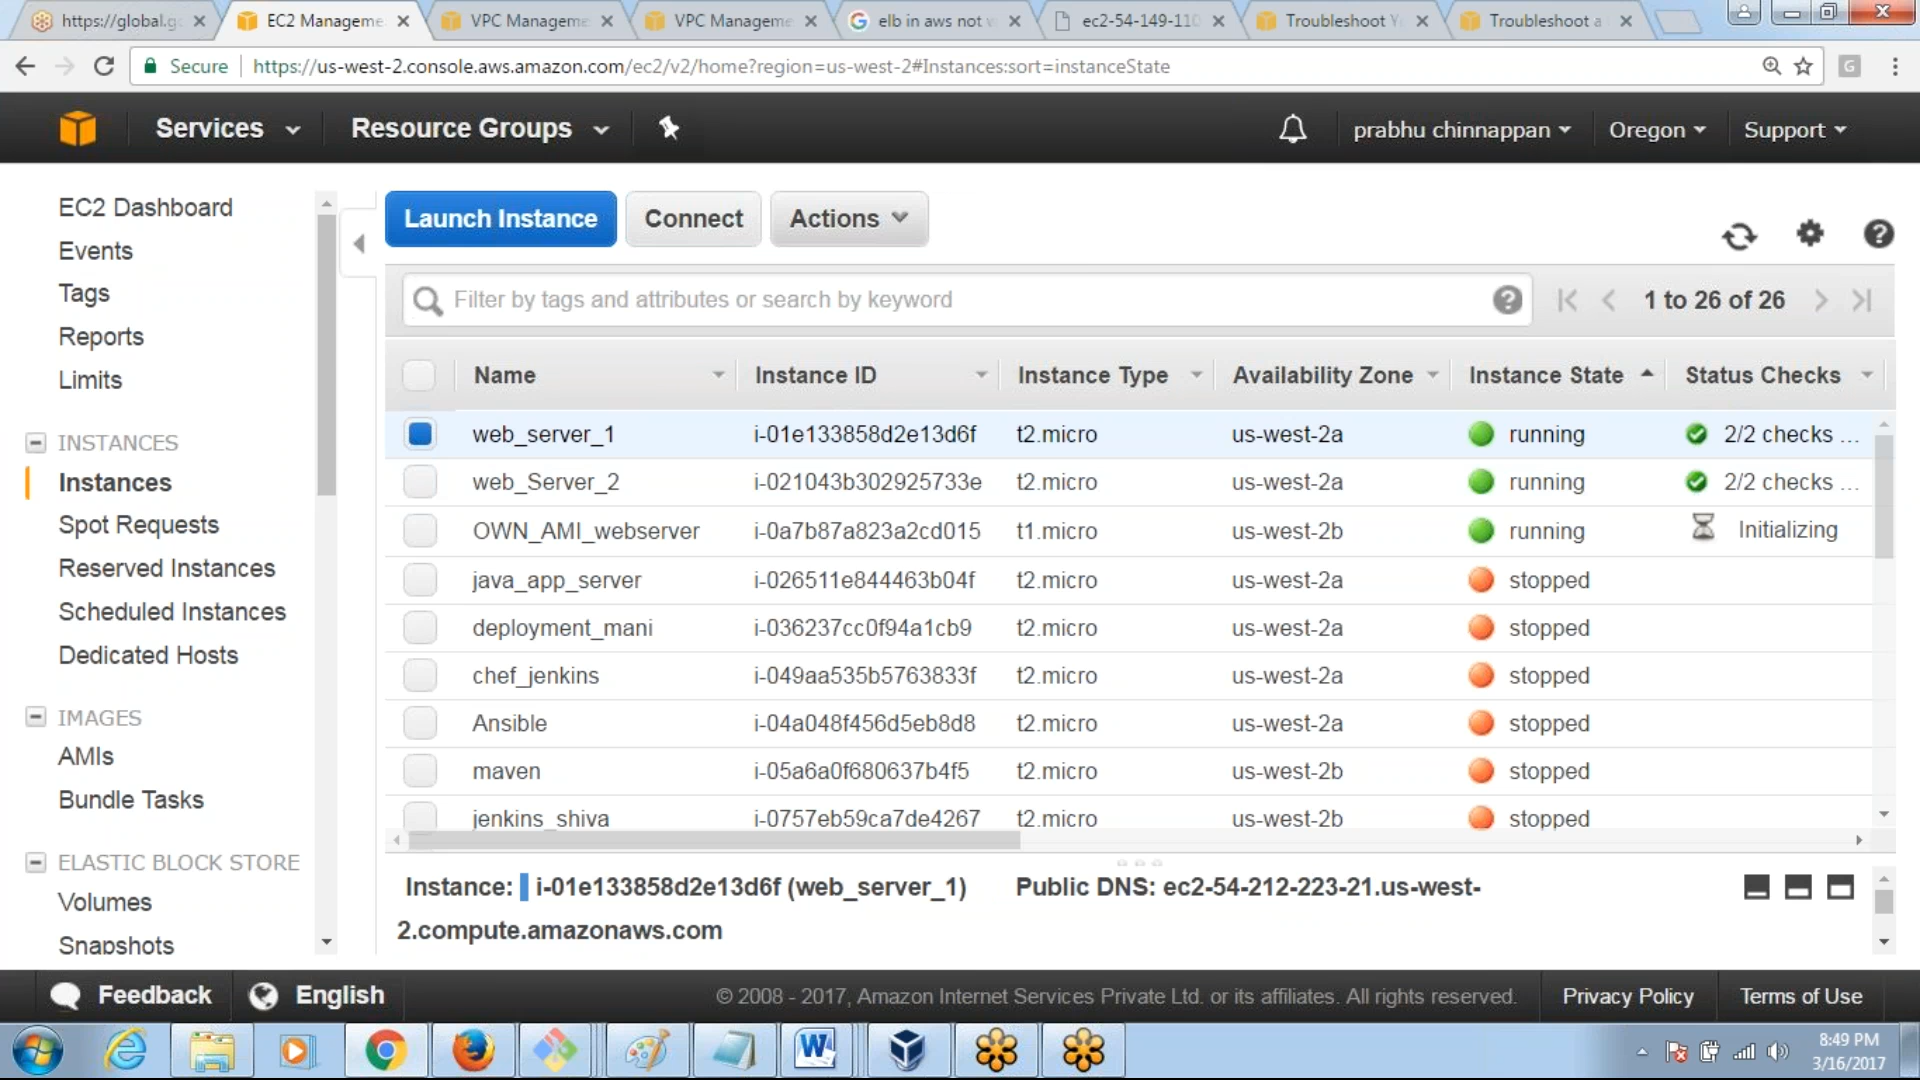 https://global.g
EC2 Manageme
VPC Manageme
VPC Manageme
elb in aws not w
ec2-54-149-110
Troubleshoot Y
Troubleshoot a
Secure
https://us-west-2.console.aws.amazon.com/ec2/v2/home?region=us-west-2#Instances:sort=instanceState
Services
Resource Groups
prabhu chinnappan
Oregon
Support
EC2 Dashboard
Events
Tags
Reports
Limits
INSTANCES
Instances
Spot Requests
Reserved Instances
Scheduled Instances
Dedicated Hosts
IMAGES
AMIs
Bundle Tasks
ELASTIC BLOCK STORE
Volumes
Snapshots
Launch Instance
Connect
Actions
Filter by tags and attributes or search by keyword
1 to 26 of 26
Name Instance ID Instance Type Availability Zone Instance State Status Checks
web_server_1 i-01e133858d2e13d6f t2.micro us-west-2a running 2/2 checks ...
web_Server_2 i-021043b302925733e t2.micro us-west-2a running 2/2 checks ...
OWN_AMI_webserver i-0a7b87a823a2cd015 t1.micro us-west-2b running Initializing
java_app_server i-026511e844463b04f t2.micro us-west-2a stopped
deployment_mani i-036237cc0f94a1cb9 t2.micro us-west-2a stopped
chef_jenkins i-049aa535b5763833f t2.micro us-west-2a stopped
Ansible i-04a048f456d5eb8d8 t2.micro us-west-2a stopped
maven i-05a6a0f680637b4f5 t2.micro us-west-2b stopped
jenkins_shiva i-0757eb59ca7de4267 t2.micro us-west-2b stopped
Instance: i-01e133858d2e13d6f (web_server_1) Public DNS: ec2-54-212-223-21.us-west-
2.compute.amazonaws.com
Feedback
English
© 2008 - 2017, Amazon Internet Services Private Ltd. or its affiliates. All rights reserved.
Privacy Policy
Terms of Use
8:49 PM
3/16/2017